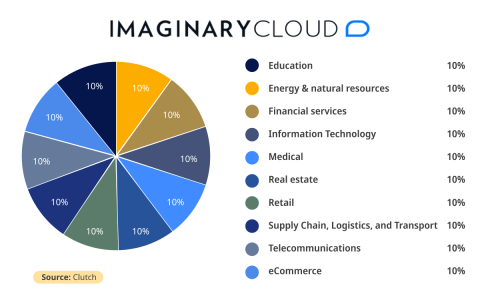 IMAGINARYCLOUD
10%
10%
10%
10%
10%
10%
10%
10%
10%
10%
Education 10%
Energy & natural resources 10%
Financial services 10%
Information Technology 10%
Medical 10%
Real estate 10%
Retail 10%
Supply Chain, Logistics, and Transport 10%
Telecommunications 10%
eCommerce 10%
Source: Clutch